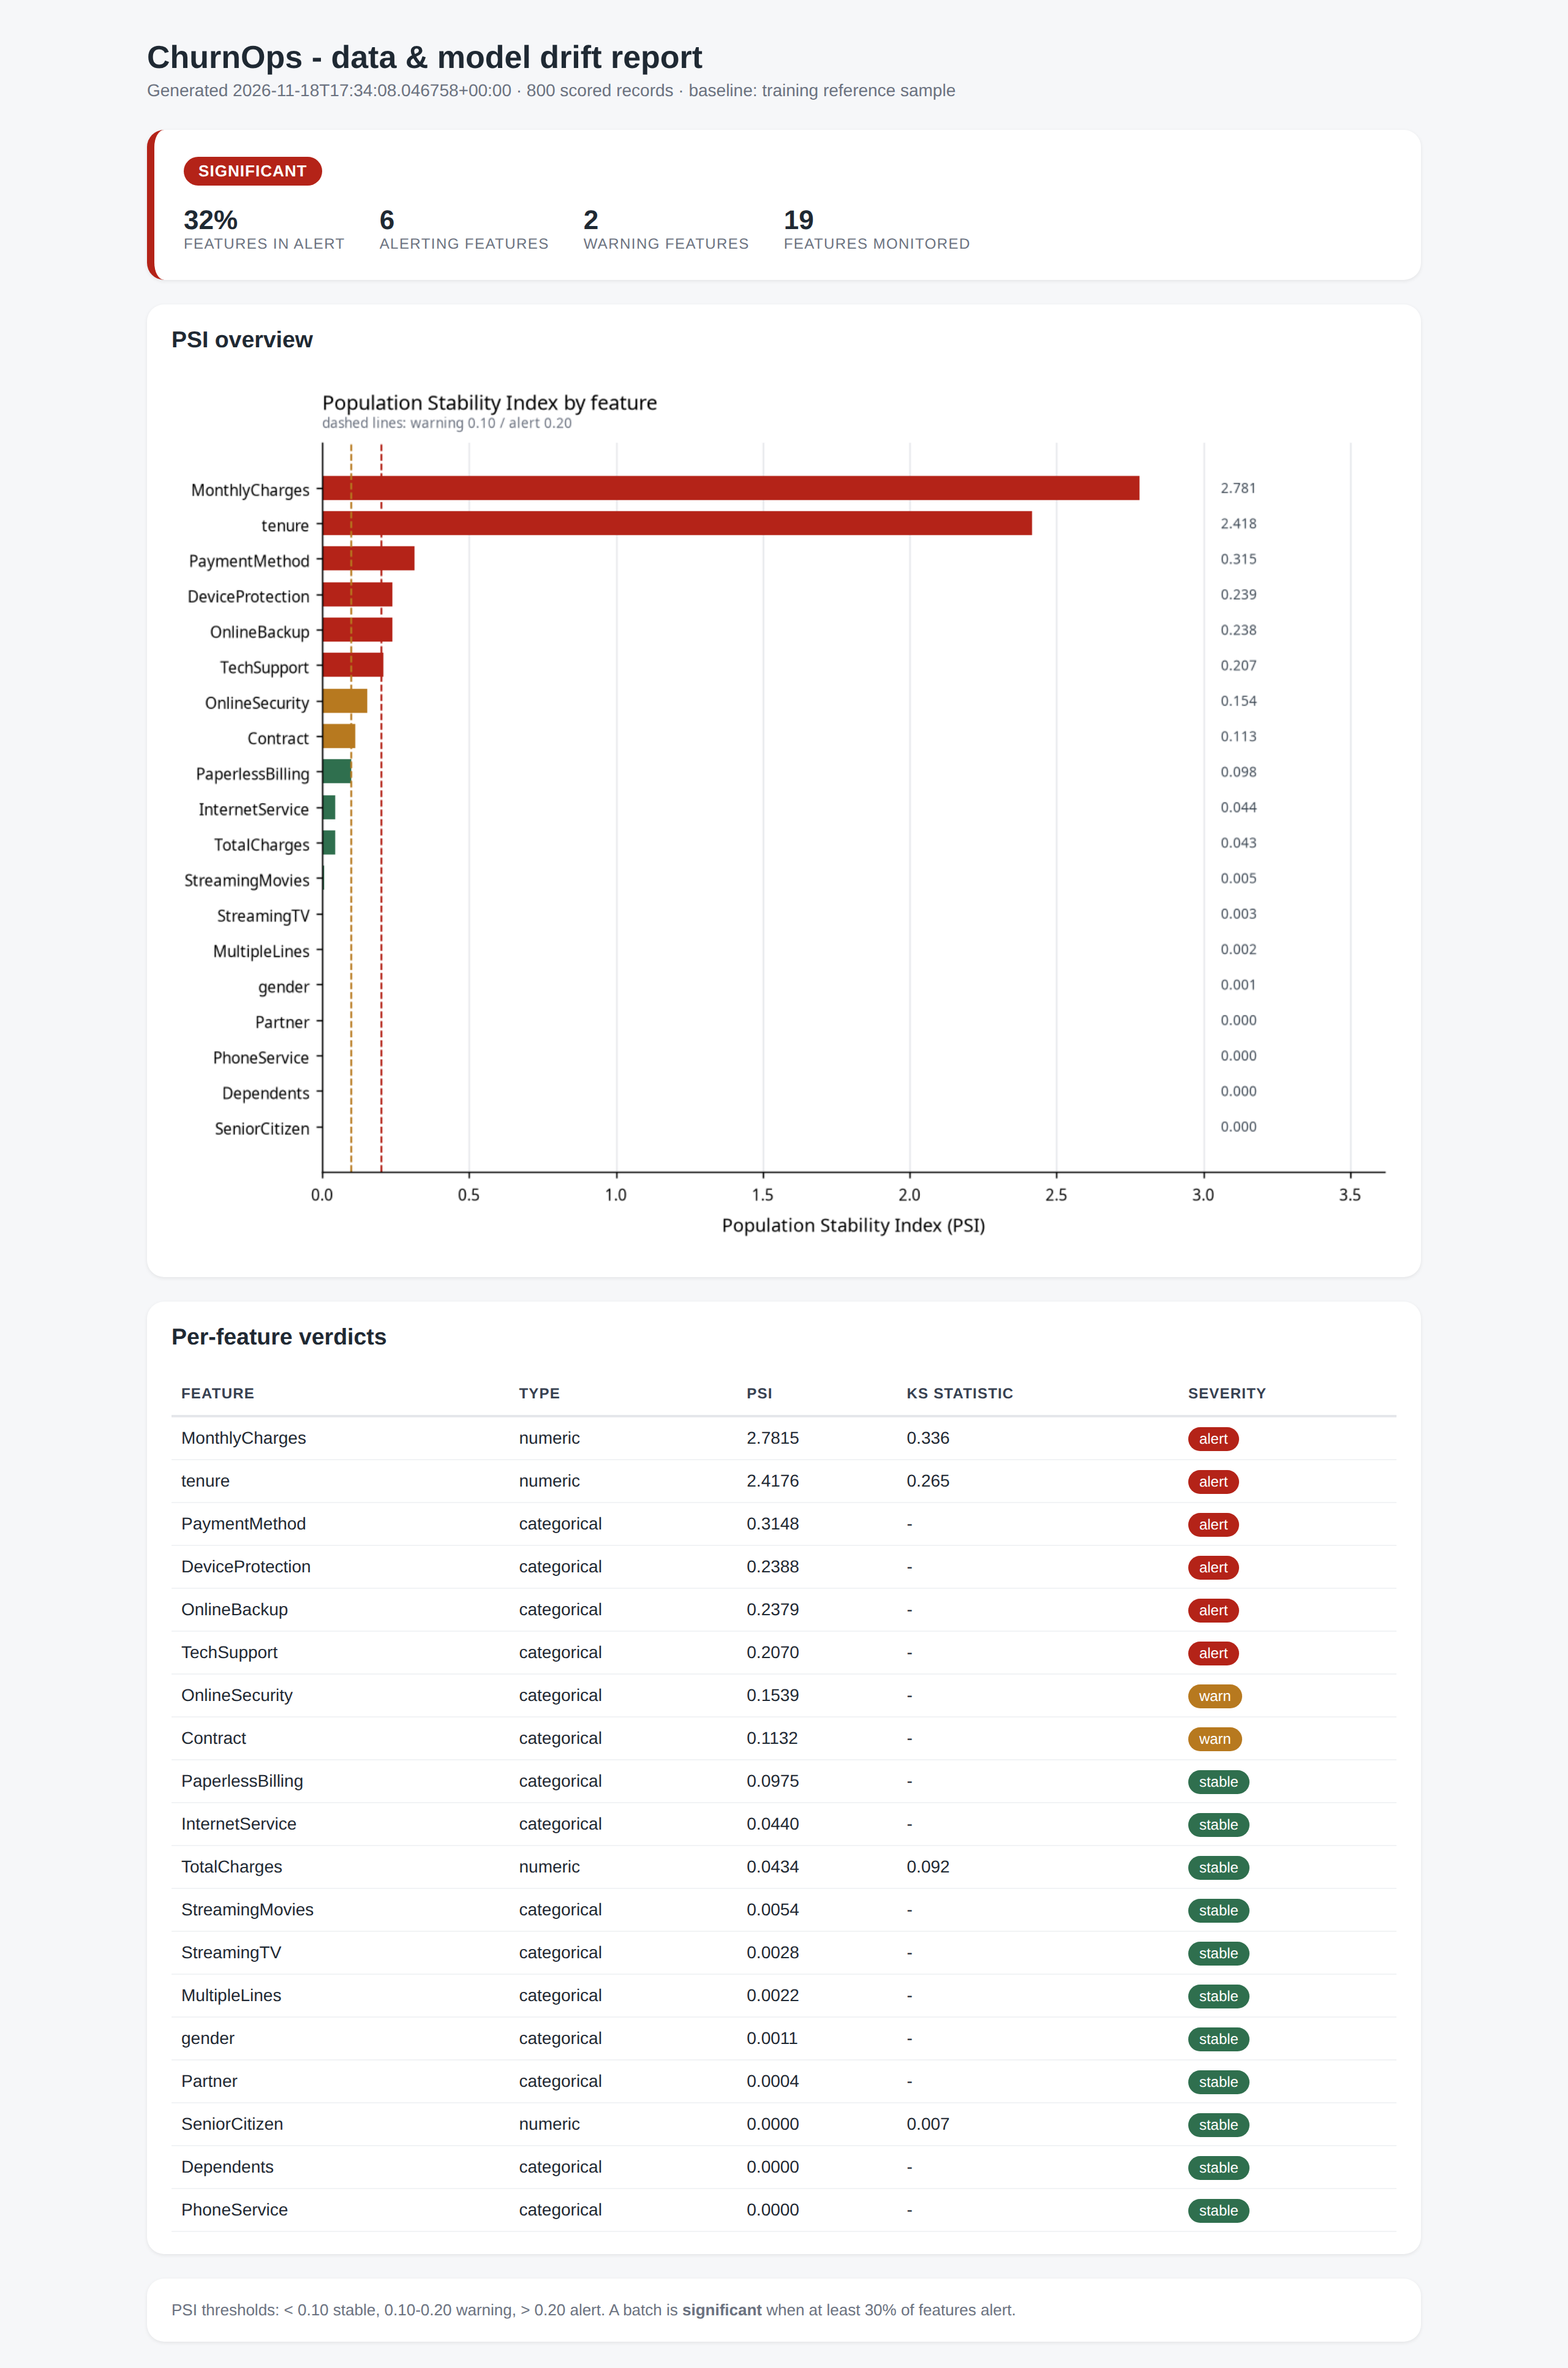 ChurnOps - data & model drift report
Generated 2026-11-18T17:34:08.046758+00:00 · 800 scored records · baseline: training reference sample
SIGNIFICANT
32% 6 2 19
FEATURES IN ALERT ALERTING FEATURES WARNING FEATURES FEATURES MONITORED
PSI overview
Population Stability Index by feature
dashed lines: warning 0.10 / alert 0.20
MonthlyCharges 2.781
tenure 2.418
PaymentMethod 0.315
DeviceProtection 0.239
OnlineBackup 0.238
TechSupport 0.207
OnlineSecurity 0.154
Contract 0.113
PaperlessBilling 0.098
InternetService 0.044
TotalCharges 0.043
StreamingMovies 0.005
StreamingTV 0.003
MultipleLines 0.002
gender 0.001
Partner 0.000
PhoneService 0.000
Dependents 0.000
SeniorCitizen 0.000
0.0 0.5 1.0 1.5 2.0 2.5 3.0 3.5
Population Stability Index (PSI)
Per-feature verdicts
FEATURE TYPE PSI KS STATISTIC SEVERITY
MonthlyCharges numeric 2.7815 0.336 alert
tenure numeric 2.4176 0.265 alert
PaymentMethod categorical 0.3148 - alert
DeviceProtection categorical 0.2388 - alert
OnlineBackup categorical 0.2379 - alert
TechSupport categorical 0.2070 - alert
OnlineSecurity categorical 0.1539 - warn
Contract categorical 0.1132 - warn
PaperlessBilling categorical 0.0975 - stable
InternetService categorical 0.0440 - stable
TotalCharges numeric 0.0434 0.092 stable
StreamingMovies categorical 0.0054 - stable
StreamingTV categorical 0.0028 - stable
MultipleLines categorical 0.0022 - stable
gender categorical 0.0011 - stable
Partner categorical 0.0004 - stable
SeniorCitizen numeric 0.0000 0.007 stable
Dependents categorical 0.0000 - stable
PhoneService categorical 0.0000 - stable
PSI thresholds: < 0.10 stable, 0.10-0.20 warning, > 0.20 alert. A batch is significant when at least 30% of features alert.